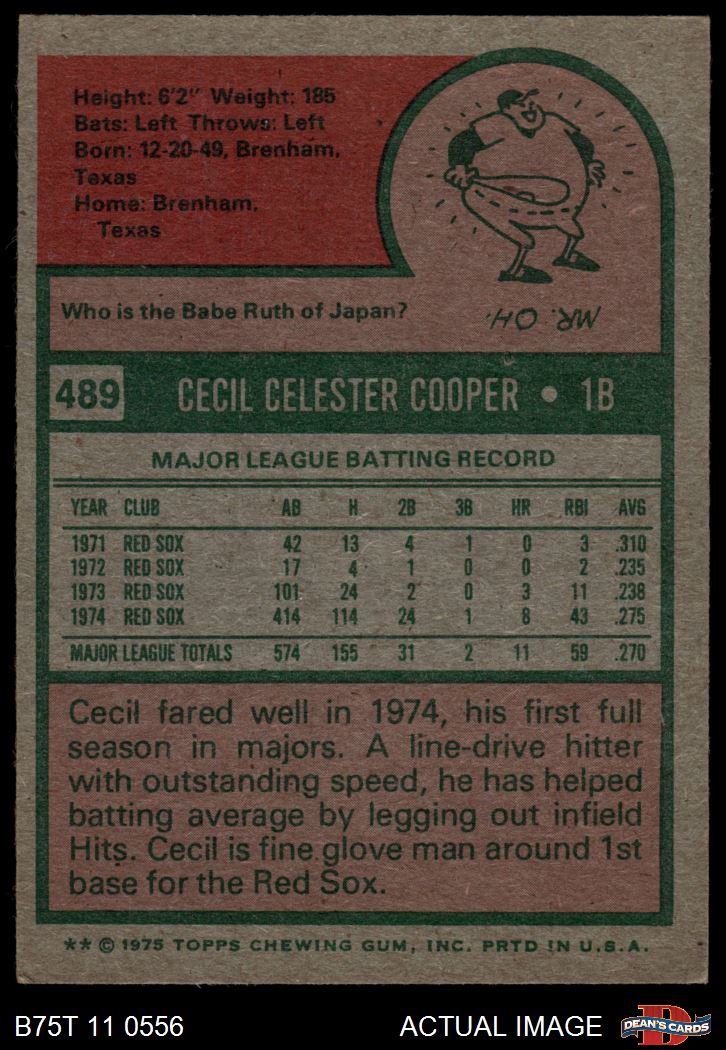 Height: 6'2" Weight: 185
Bats: Left Throws: Left
Born: 12-20-49, Brenham,
Texas
Home: Brenham,
Texas
Who is the Babe Ruth of Japan?
MR. OH.
489 CECIL CELESTER COOPER • 1B
MAJOR LEAGUE BATTING RECORD
YEAR CLUB AB H 2B 3B HR RBI AVG
1971 RED SOX 42 13 4 1 0 3 .310
1972 RED SOX 17 4 1 0 0 2 .235
1973 RED SOX 101 24 2 0 3 11 .238
1974 RED SOX 414 114 24 1 8 43 .275
MAJOR LEAGUE TOTALS 574 155 31 2 11 59 .270
Cecil fared well in 1974, his first full
season in majors. A line-drive hitter
with outstanding speed, he has helped
batting average by legging out infield
Hits. Cecil is fine glove man around 1st
base for the Red Sox.
** © 1975 TOPPS CHEWING GUM, INC. PRTD IN U.S.A.
B75T 11 0556 ACTUAL IMAGE
D
DEAN'S CARDS